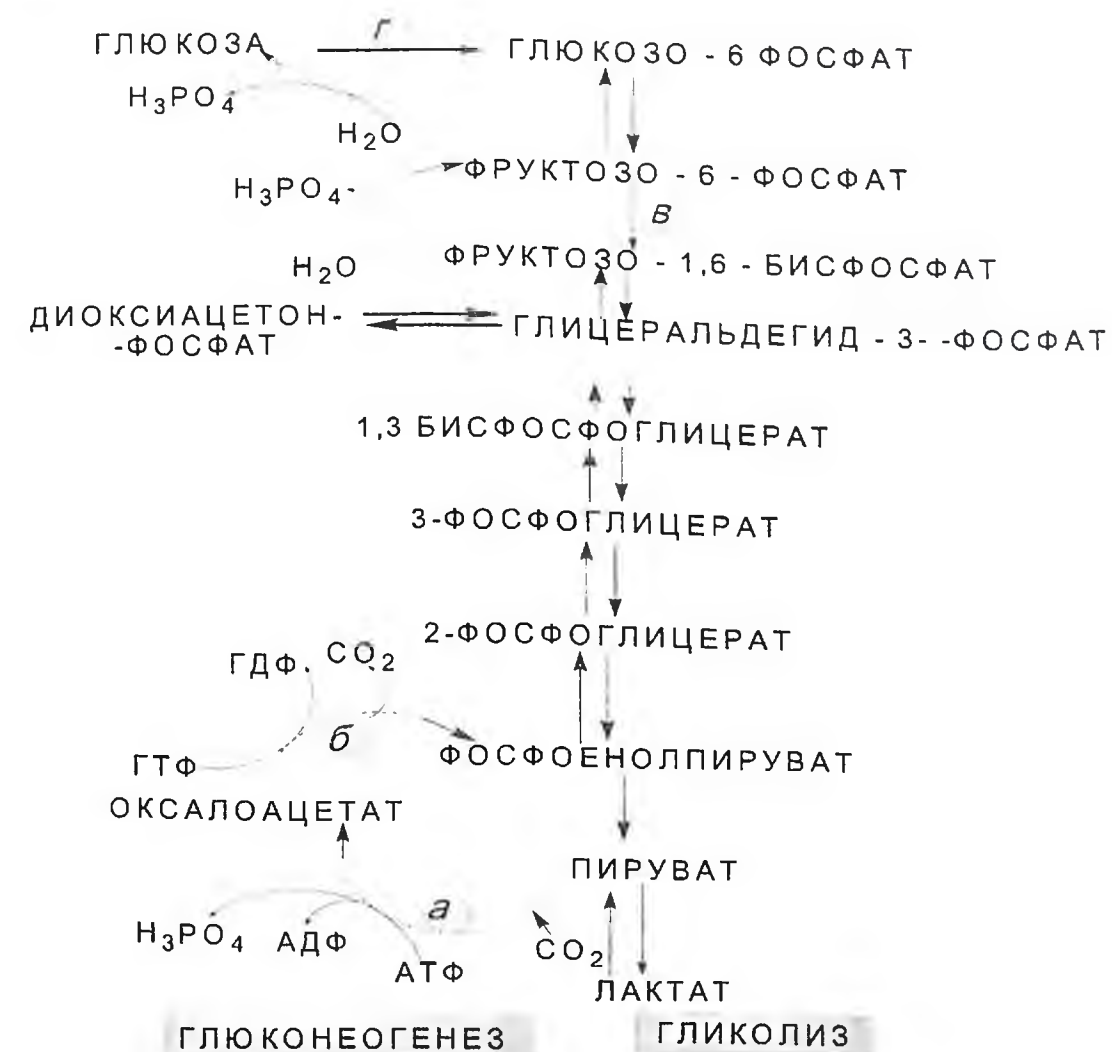 г
ГЛЮКОЗА ГЛЮКОЗО - 6 ФОСФАТ
H3PO4
H2O
ФРУКТОЗО - 6 - ФОСФАТ
H3PO4-
в
ФРУКТОЗО - 1,6 - БИСФОСФАТ
H2O
ДИОКСИАЦЕТОН-
-ФОСФАТ
ГЛИЦЕРАЛЬДЕГИД - 3- -ФОСФАТ
1,3 БИСФОСФОГЛИЦЕРАТ
3-ФОСФОГЛИЦЕРАТ
2-ФОСФОГЛИЦЕРАТ
ГДФ. CO2
б
ФОСФОЕНОЛПИРУВАТ
ГТФ
ОКСАЛОАЦЕТАТ
ПИРУВАТ
а
H3PO4 АДФ
CO2
АТФ
ЛАКТАТ
ГЛЮКОНЕОГЕНЕЗ ГЛИКОЛИЗ